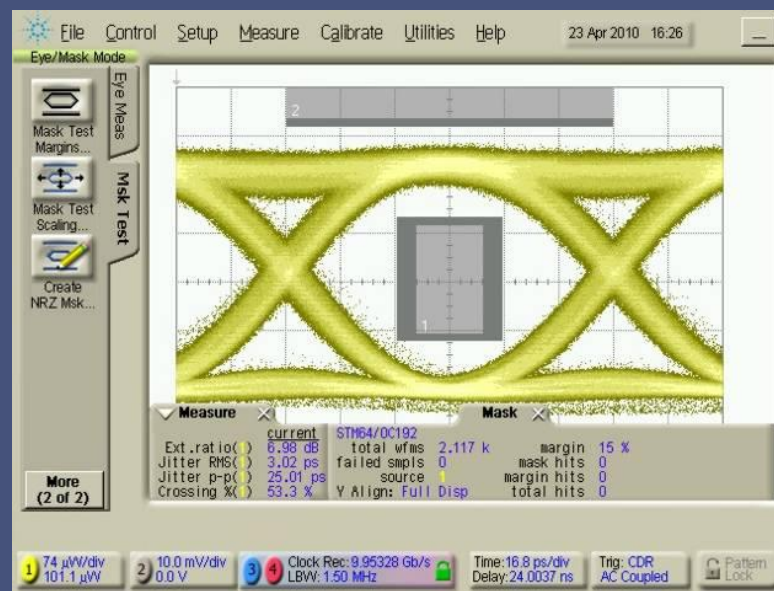 File Control Setup Measure Calibrate Utilities Help 23 Apr 2010 16:26
Eye/Mask Mode
Eye Meas
Msk Test
Mask Test
Margins...
Mask Test
Scaling...
Create
NRZ Msk...
More
(2 of 2)
2
1
Measure
current
Ext.ratio(1) 6.98 dB
Jitter RMS(1) 3.02 ps
Jitter p-p(1) 25.01 ps
Crossing %(1) 53.3 %
Mask
STM64/OC192
total wfms 2.117 k margin 15 %
failed smpls 0 mask hits 0
source 1 margin hits 0
Y Align: Full Disp total hits 0
1 74 µW/div
101.1 µW
2 10.0 mV/div
0.0 V
3 4 Clock Rec: 9.95328 Gb/s
LBW: 1.50 MHz
Time:16.8 ps/div
Delay:24.0037 ns
Trig: CDR
AC Coupled
Pattern
Lock